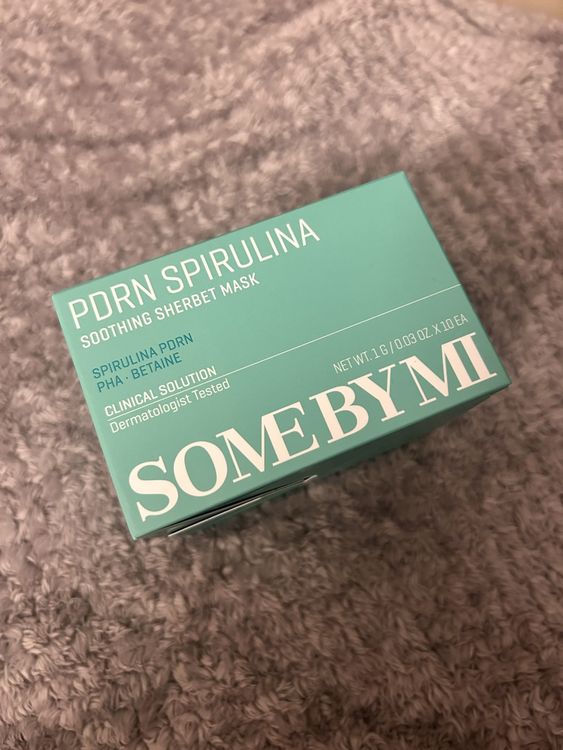 PDRN SPIRULINA
SOOTHING SHERBET MASK
SPIRULINA PDRN
PHA · BETAINE
CLINICAL SOLUTION
Dermatologist Tested
NET WT. 1 G / 0.03 OZ. X 10 EA
SOME BY MI